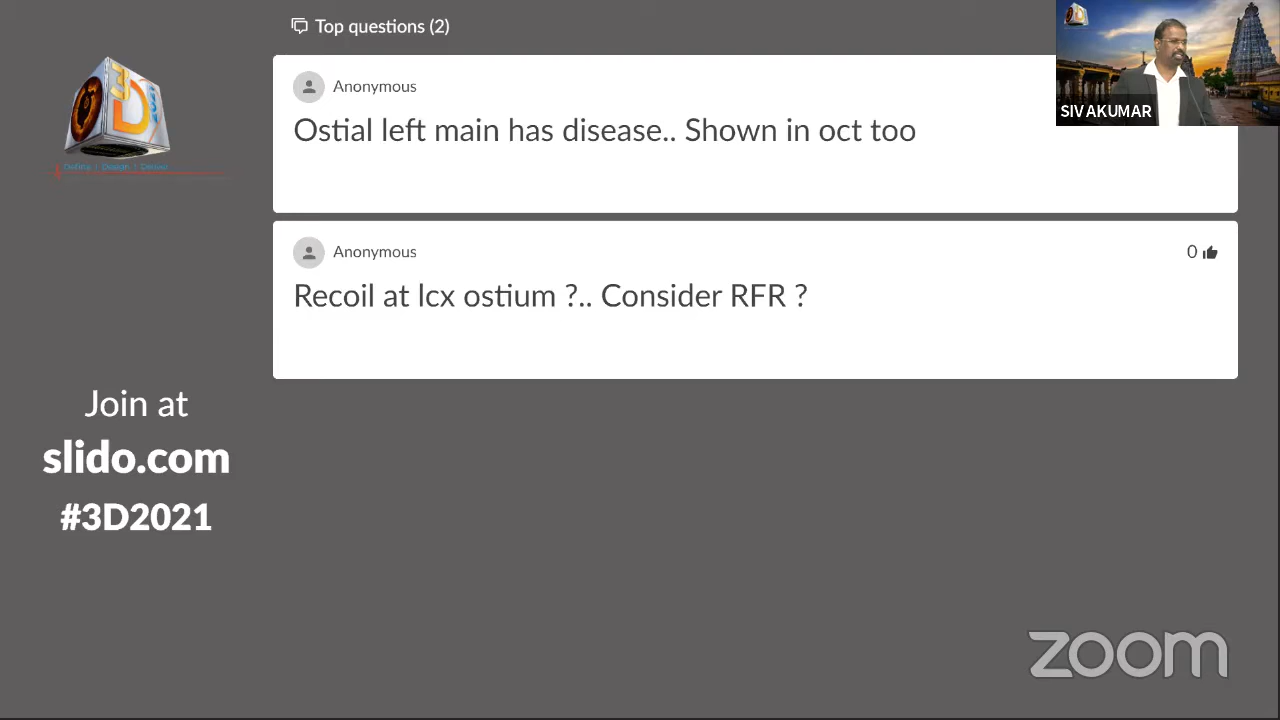 Top questions (2)
Anonymous
Ostial left main has disease.. Shown in oct too
Anonymous
0
Recoil at lcx ostium ?.. Consider RFR ?
SIVAKUMAR
Join at
slido.com
#3D2021
zoom